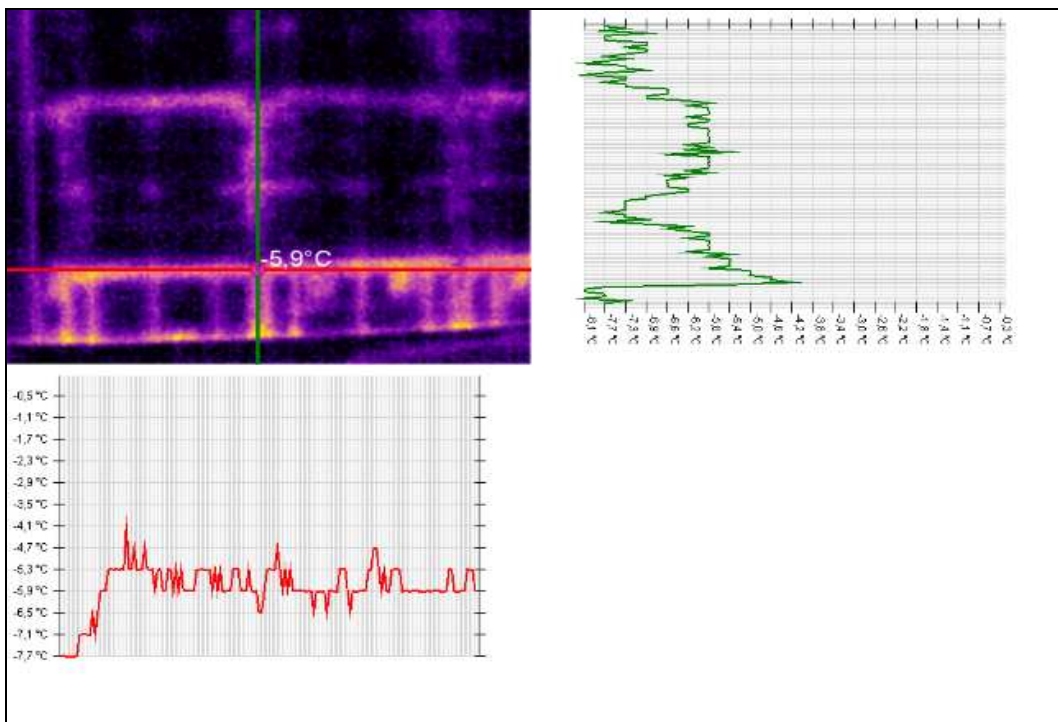 -5,9°C
-8,1 °C
-7,7 °C
-7,3 °C
-6,9 °C
-6,6 °C
-6,2 °C
-5,8 °C
-5,4 °C
-5,0 °C
-4,6 °C
-4,2 °C
-3,8 °C
-3,0 °C
-2,6 °C
-2,2 °C
-1,8 °C
-1,4 °C
-1,1 °C
-0,7 °C
-0,3 °C
-0,5 °C
-1,1 °C
-1,7 °C
-2,3 °C
-2,9 °C
-3,5 °C
-4,1 °C
-4,7 °C
-5,3 °C
-5,9 °C
-6,5 °C
-7,1 °C
-7,7 °C